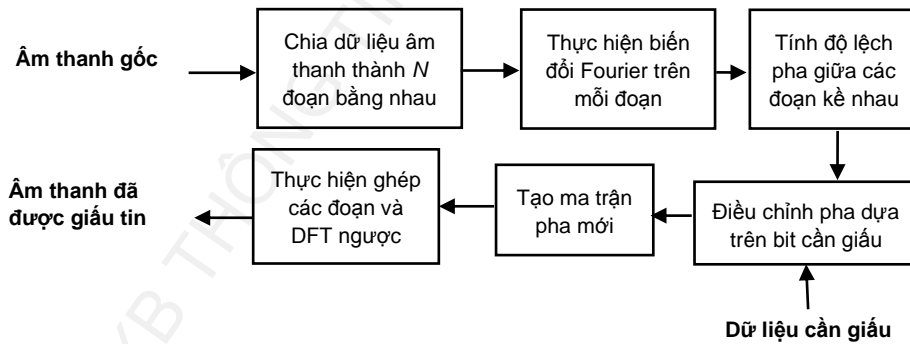 Âm thanh gốc
Chia dữ liệu âm
thanh thành N
đoạn bằng nhau
Thực hiện biến
đổi Fourier trên
mỗi đoạn
Tính độ lệch
pha giữa các
đoạn kề nhau
Điều chỉnh pha dựa
trên bit cần giấu
Dữ liệu cần giấu
Tạo ma trận
pha mới
Thực hiện ghép
các đoạn và
DFT ngược
Âm thanh đã
được giấu tin
XB THÔNG TIN